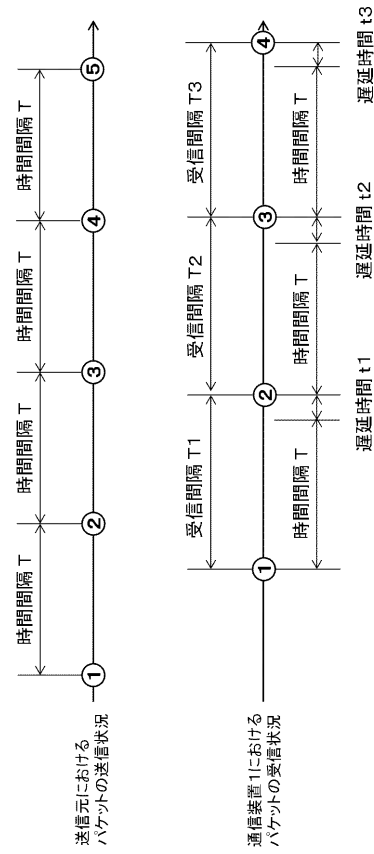 時間間隔 T
時間間隔 T
時間間隔 T
時間間隔 T
送信元における
パケットの送信状況
1
2
3
4
5
受信間隔 T1
受信間隔 T2
受信間隔 T3
通信装置1における
パケットの受信状況
1
2
3
4
時間間隔 T
時間間隔 T
時間間隔 T
遅延時間 t1
遅延時間 t2
遅延時間 t3